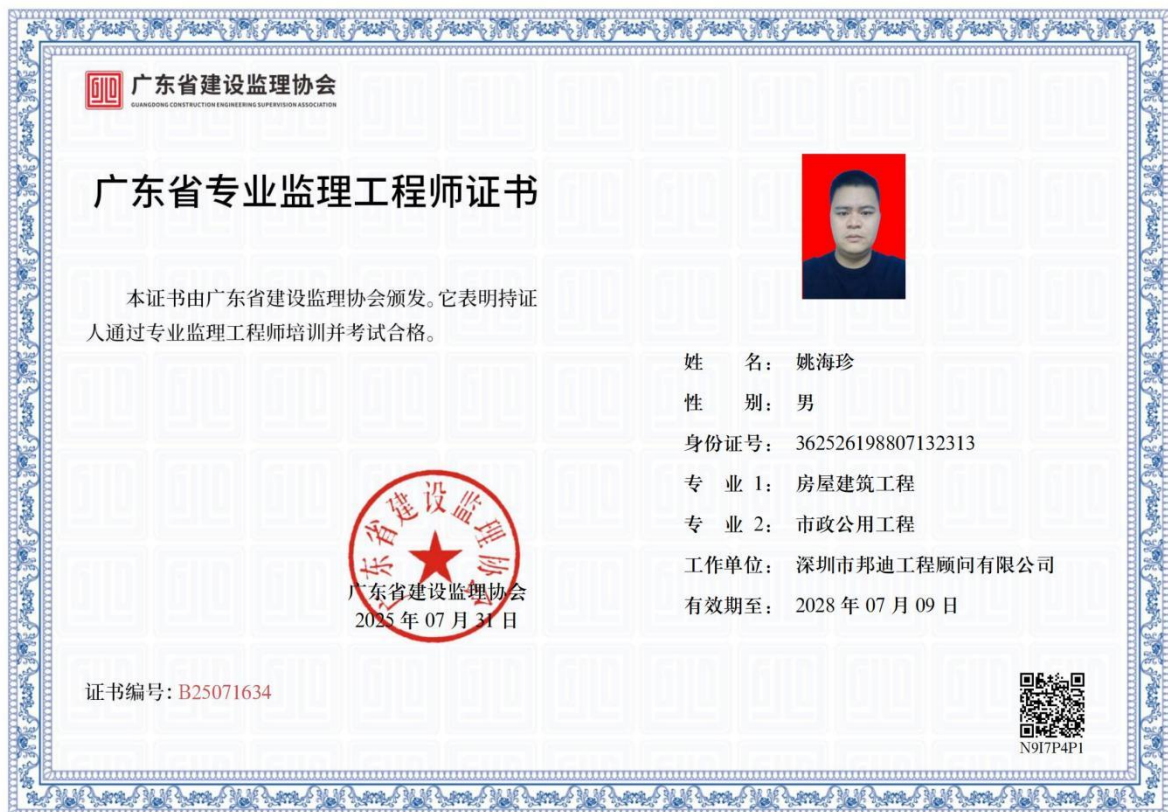 广东省建设监理协会
GUANGDONG CONSTRUCTION ENGINEERING SUPERVISION ASSOCIATION
广东省专业监理工程师证书
本证书由广东省建设监理协会颁发。它表明持证
人通过专业监理工程师培训并考试合格。
姓 名: 姚海珍
性 别: 男
身份证号: 362526198807132313
专 业 1: 房屋建筑工程
专 业 2: 市政公用工程
工作单位: 深圳市邦迪工程顾问有限公司
有效期至: 2028 年 07 月 09 日
广东省建设监理协会
广东省建设监理协会
2025 年 07 月 31 日
证书编号: B25071634
N9I7P4P1